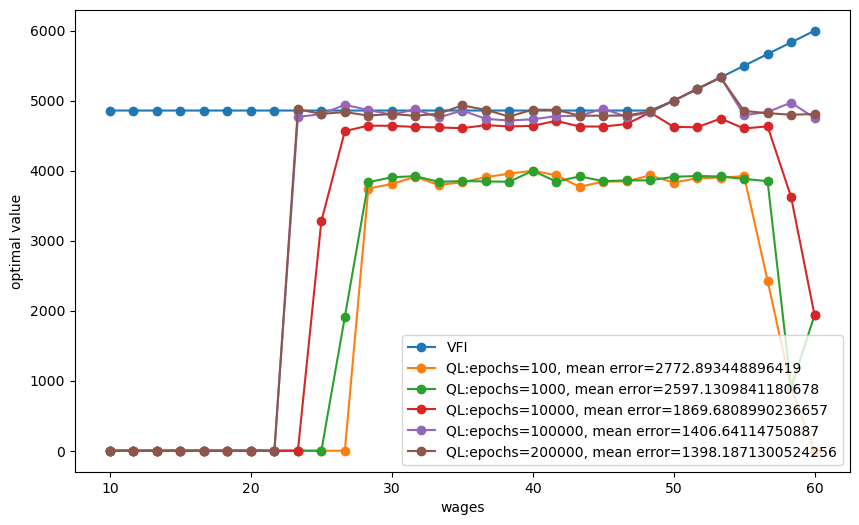 optimal value
6000
5000
4000
3000
2000
1000
0
VFI
QL:epochs=100, mean error=2772.893448896419
QL:epochs=1000, mean error=2597.1309841180678
QL:epochs=10000, mean error=1869.6808990236657
QL:epochs=100000, mean error=1406.64114750887
QL:epochs=200000, mean error=1398.1871300524256
10 20 30 40 50 60
wages